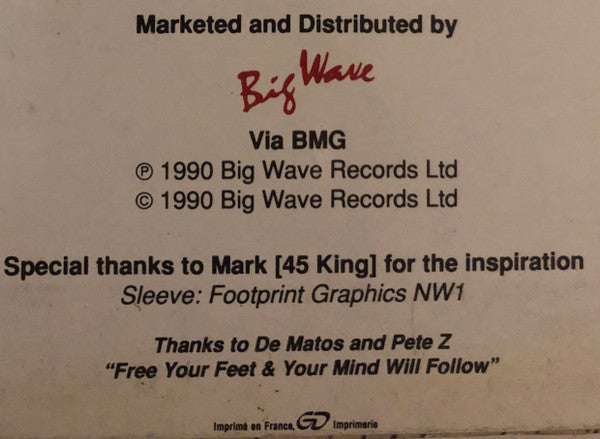 Marketed and Distributed by
Big Wave
Via BMG
℗ 1990 Big Wave Records Ltd
© 1990 Big Wave Records Ltd
Special thanks to Mark [45 King] for the inspiration
Sleeve: Footprint Graphics NW1
Thanks to De Matos and Pete Z
“Free Your Feet & Your Mind Will Follow”
Imprimé en France, GD Imprimerie